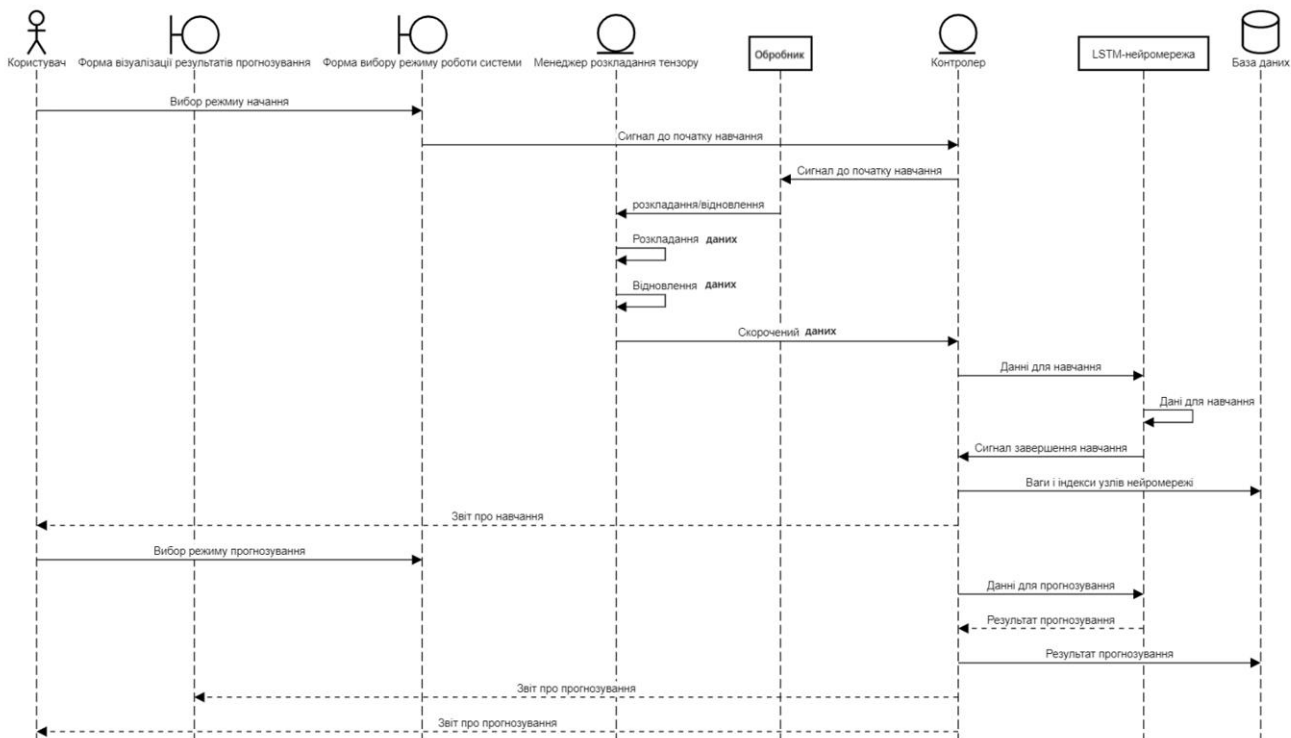 Користувач
Форма візуалізації результатів прогнозування
Форма вибору режиму роботи системи
Менеджер розкладання тензору
Обробник
Контролер
LSTM-нейромережа
База даних
Вибор режмиу начання
Сигнал до початку навчання
Сигнал до початку навчання
розкладання/відновлення
Розкладання даних
Відновлення даних
Скорочений даних
Данні для навчання
Дані для навчання
Сигнал завершення навчання
Ваги і індекси узлів нейромережі
Звіт про навчання
Вибор режиму прогнозування
Данні для прогнозування
Результат прогнозування
Результат прогнозування
Звіт про прогнозування
Звіт про прогнозування